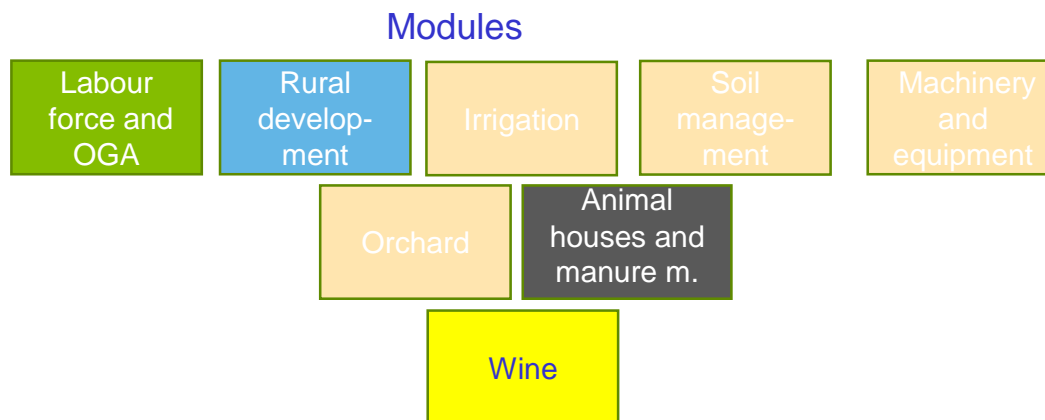 Modules
Labour
force and
OGA
Rural
develop-
ment
Irrigation
Soil
manage-
ment
Machinery
and
equipment
Orchard
Animal
houses and
manure m.
Wine